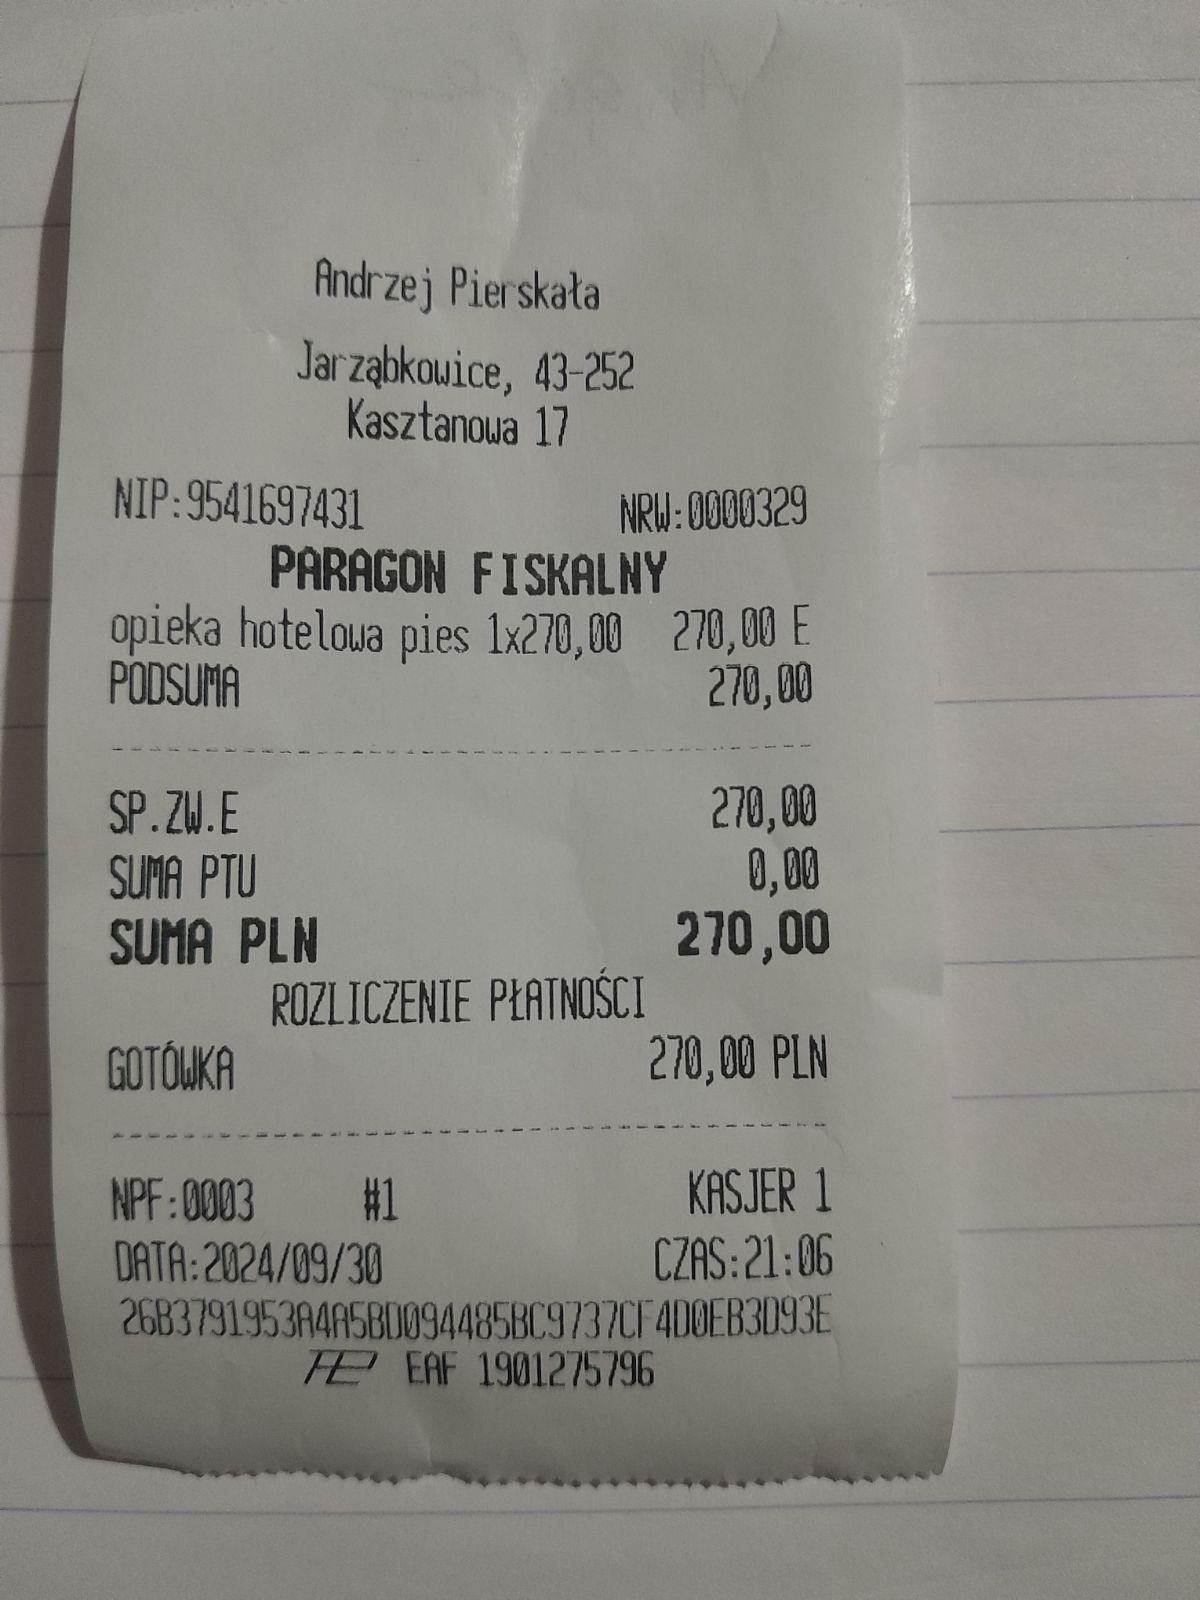 Andrzej Pierskała
Jarząbkowice, 43-252
Kasztanowa 17
NIP:9541697431 NRW:0000329
PARAGON FISKALNY
opieka hotelowa pies 1x270,00 270,00 E
PODSUMA 270,00
SP.ZW.E 270,00
SUMA PTU 0,00
SUMA PLN 270,00
ROZLICZENIE PŁATNOŚCI
GOTÓWKA 270,00 PLN
NPF:0003 #1 KASJER 1
DATA:2024/09/30 CZAS:21:06
26B3791953A4A5BD094485BC9737CF4D0EB3D93E
EAF 1901275796